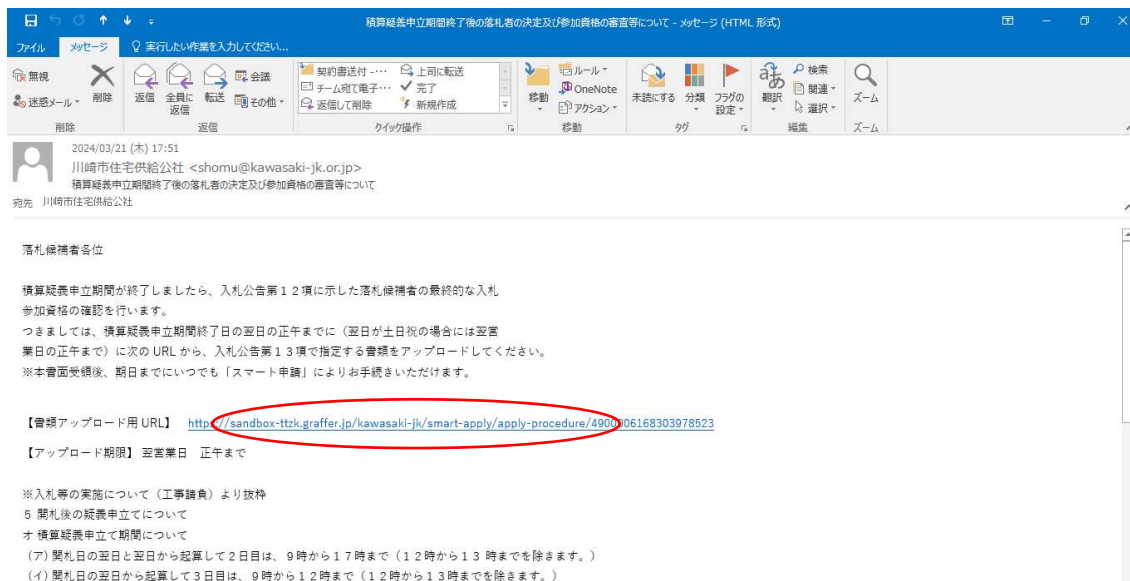 積算疑義申立期間終了後の落札者の決定及び参加資格の審査等について - メッセージ (HTML 形式)
ファイル メッセージ 実行したい作業を入力してください...
無視
迷惑メール
削除
返信
全員に返信
転送
会議
その他
契約書送付 -… 上司に転送
チーム宛て電子… 完了
返信して削除 新規作成
移動
ルール
OneNote
アクション
未読にする
分類
フラグの設定
翻訳
検索
関連
選択
ズーム
削除 返信 クイック操作 移動 タグ 編集 ズーム
2024/03/21 (木) 17:51
川崎市住宅供給公社 <shomu@kawasaki-jk.or.jp>
積算疑義申立期間終了後の落札者の決定及び参加資格の審査等について
宛先 川崎市住宅供給公社
落札候補者各位
積算疑義申立期間が終了しましたら、入札公告第12項に示した落札候補者の最終的な入札
参加資格の確認を行います。
つきましては、積算疑義申立期間終了日の翌日の正午までに（翌日が土日祝の場合には翌営
業日の正午まで）に次の URL から、入札公告第13項で指定する書類をアップロードしてください。
※本書面受領後、期日までにいつでも「スマート申請」によりお手続きいただけます。
【書類アップロード用 URL】 https://sandbox-ttzk.graffer.jp/kawasaki-jk/smart-apply/apply-procedure/4900006168303978523
【アップロード期限】 翌営業日 正午まで
※入札等の実施について（工事請負）より抜粋
5 開札後の疑義申立てについて
オ 積算疑義申立て期間について
（ア) 開札日の翌日と翌日から起算して2日目は、9時から17時まで（12時から13 時までを除きます。）
（イ) 開札日の翌日から起算して3日目は、9時から12時まで（12時から13時までを除きます。）